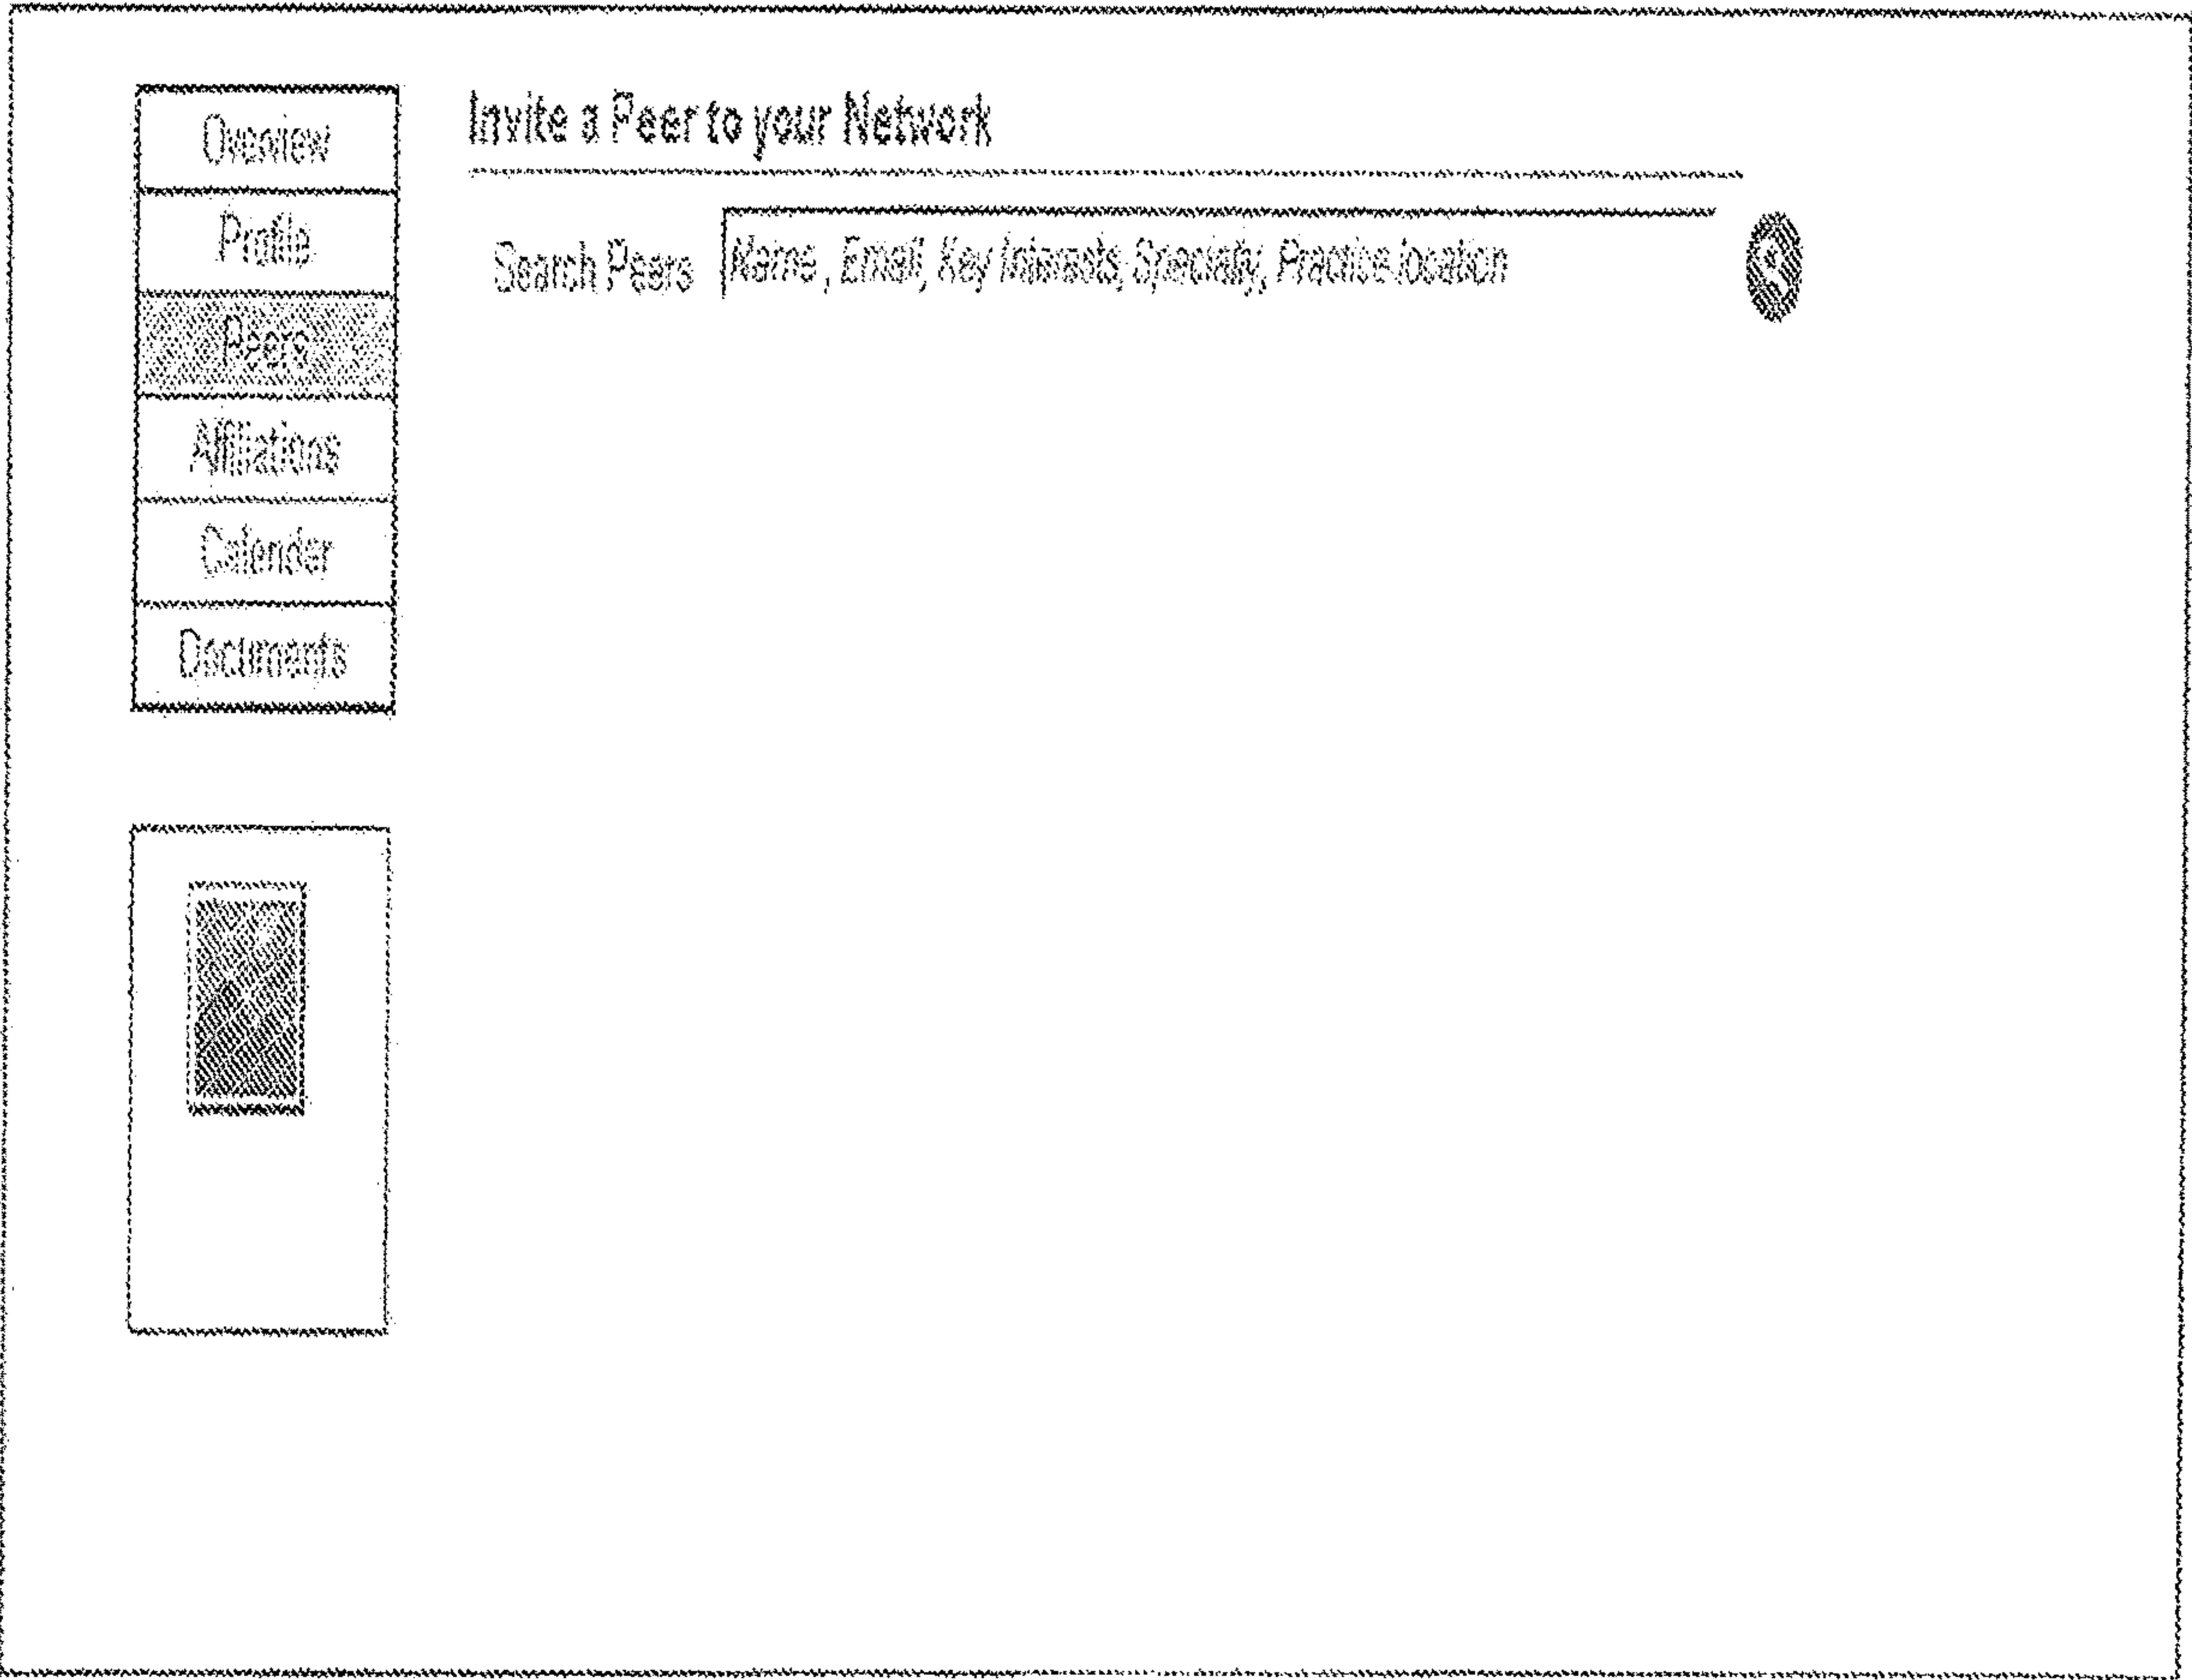 Overview
Profile
Peers
Affiliations
Calender
Documents
Invite a Peer to your Network
Search Peers
Name, Email, Key Interests, Specialty, Practice location